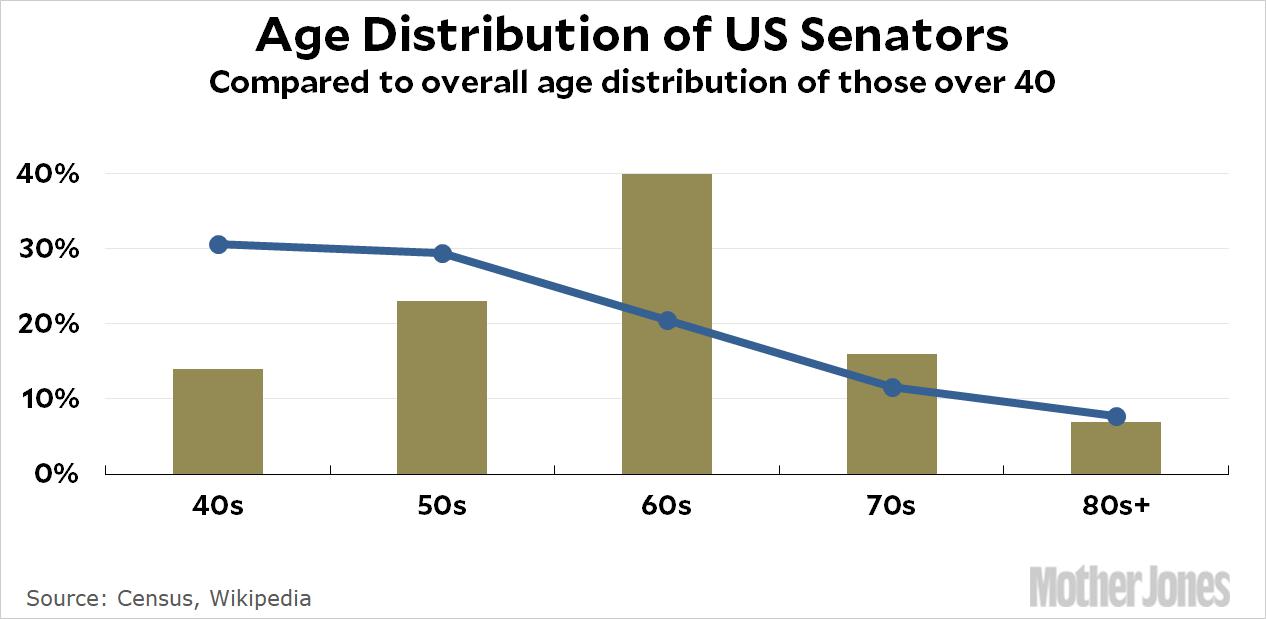 Age Distribution of US Senators
Compared to overall age distribution of those over 40
40%
30%
20%
10%
0%
40s
50s
60s
70s
80s+
Source: Census, Wikipedia
Mother Jones